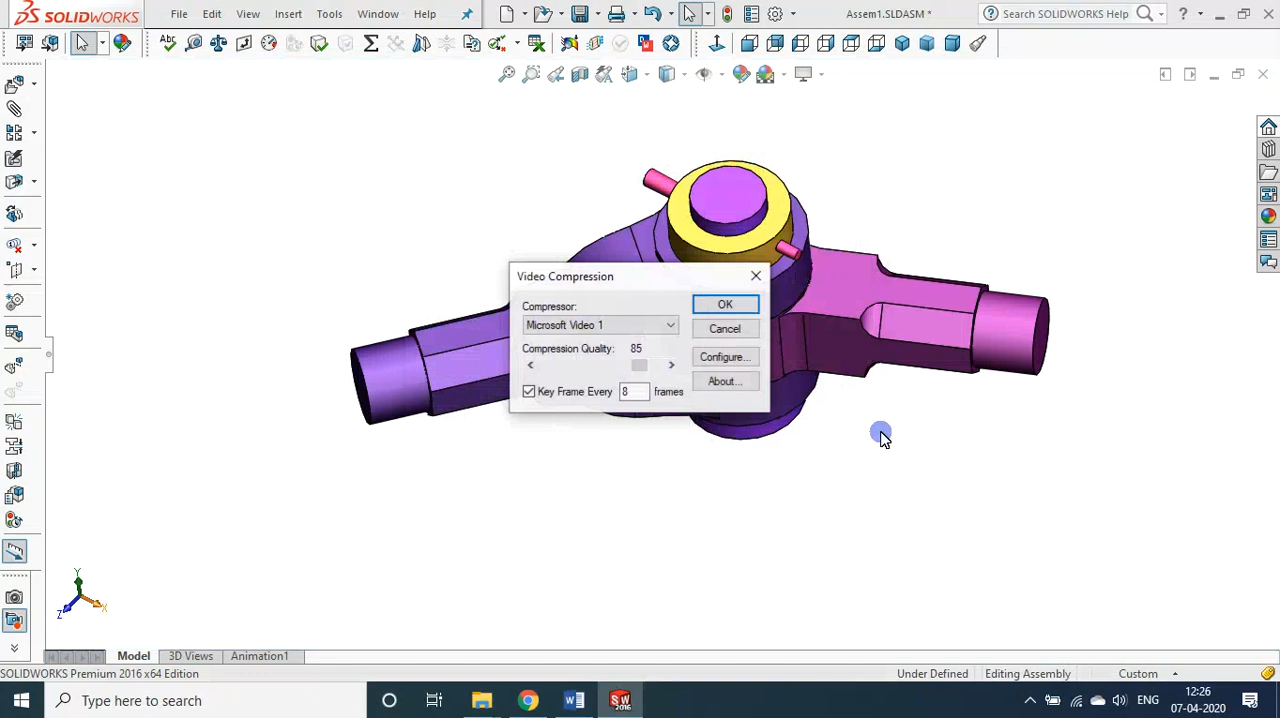 SOLIDWORKS File Edit View Insert Tools Window Help Assem1.SLDASM * Search SOLIDWORKS Help
Video Compression
Compressor:
OK
Microsoft Video 1
Cancel
Compression Quality: 85
Configure...
Key Frame Every 8 frames
About...
Y
Z X
Model 3D Views Animation1
SOLIDWORKS Premium 2016 x64 Edition Under Defined Editing Assembly Custom
Type here to search ENG 12:26
07-04-2020